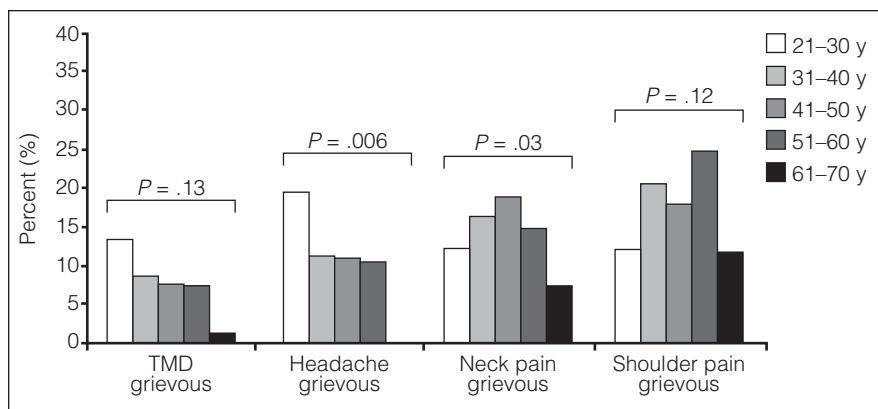 40
35
30
25
20
15
10
5
0
Percent (%)
P = .13
P = .006
P = .03
P = .12
TMD
grievous
Headache
grievous
Neck pain
grievous
Shoulder pain
grievous
21–30 y
31–40 y
41–50 y
51–60 y
61–70 y